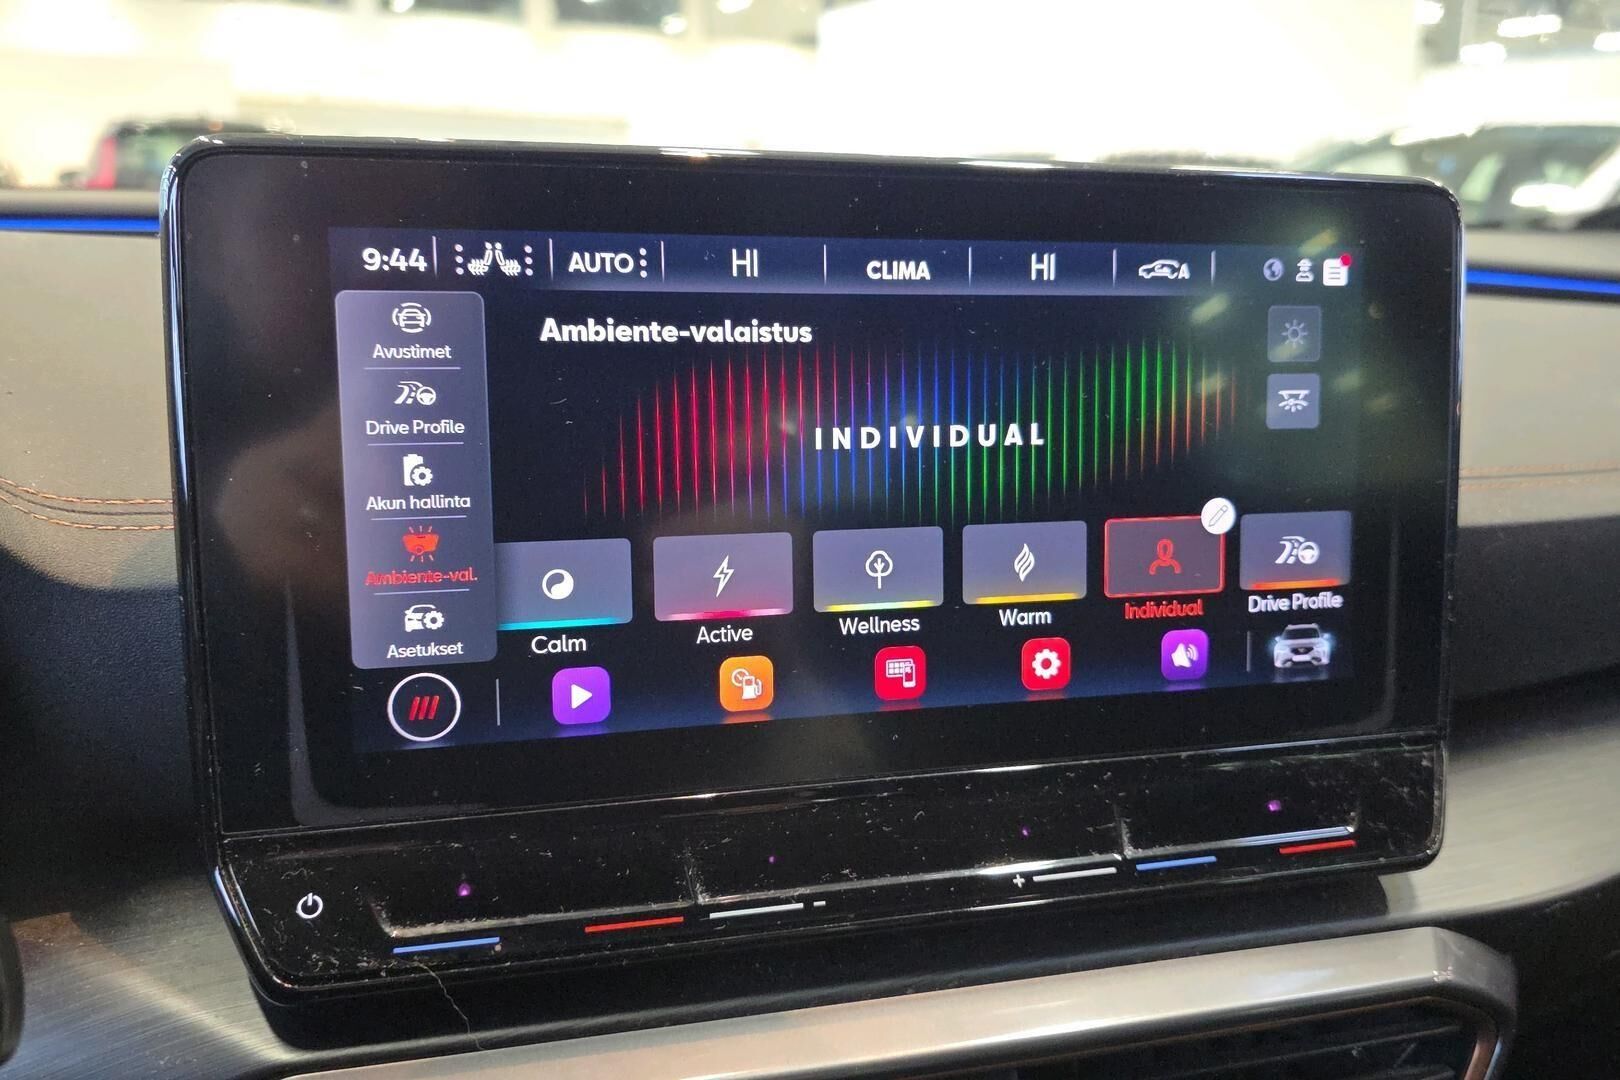 9:44 AUTO HI CLIMA HI A
Ambiente-valaistus
Avustimet
Drive Profile
Akun hallinta
Ambiente-val.
Asetukset
INDIVIDUAL
Calm
Active
Wellness
Warm
Individual
Drive Profile
+ -